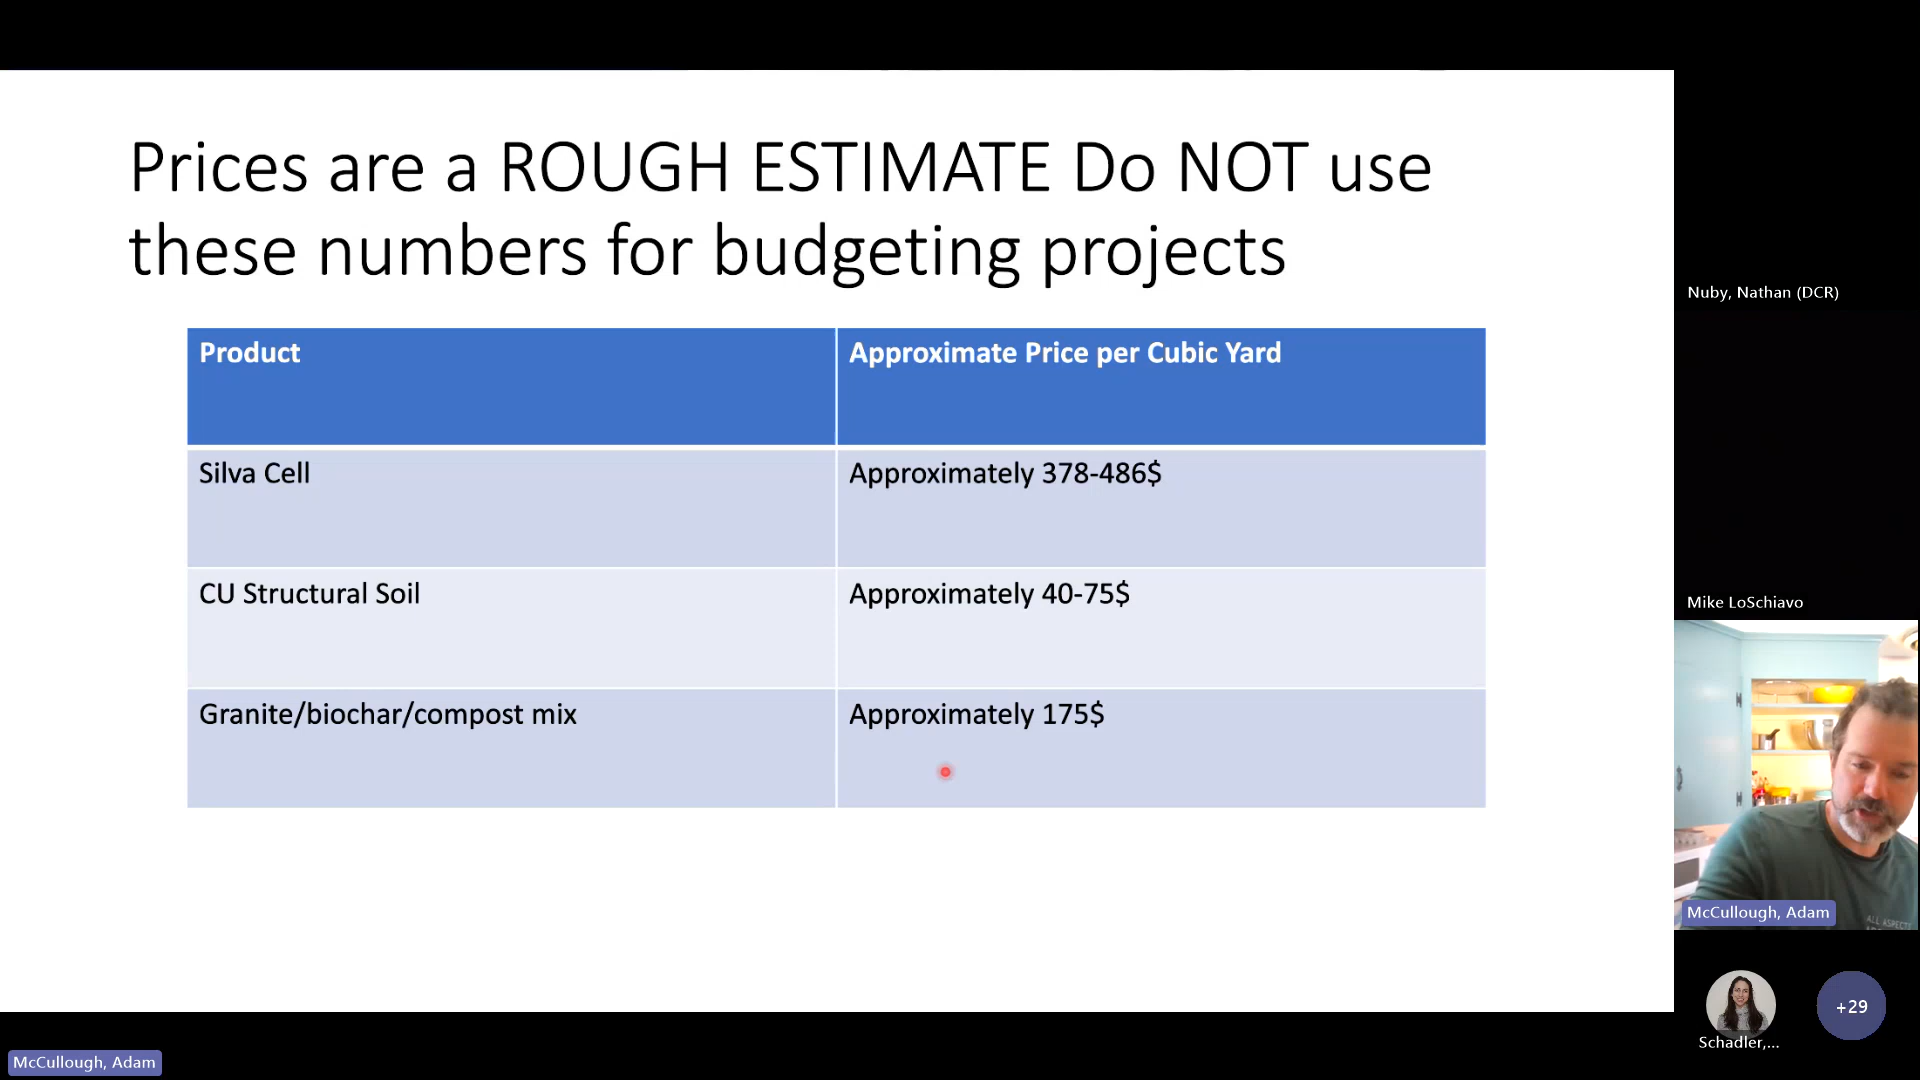 Prices are a ROUGH ESTIMATE Do NOT use
these numbers for budgeting projects
Product
Approximate Price per Cubic Yard
Silva Cell
Approximately 378-486$
CU Structural Soil
Approximately 40-75$
Granite/biochar/compost mix
Approximately 175$
Nuby, Nathan (DCR)
Mike LoSchiavo
ALL ASPECTS
McCullough, Adam
+29
Schadler,...
McCullough, Adam